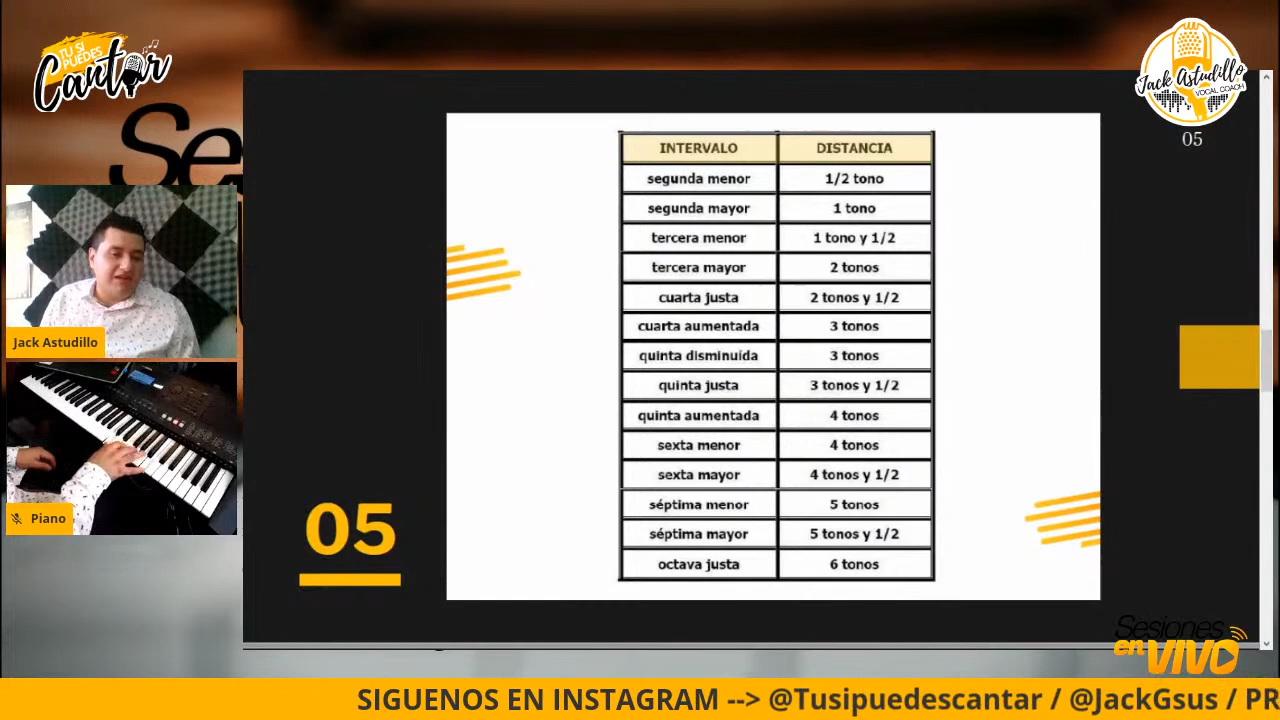 TU SI
PUEDES
Cantar
Jack Astudillo
VOCAL COACH
05
INTERVALO DISTANCIA
segunda menor 1/2 tono
segunda mayor 1 tono
tercera menor 1 tono y 1/2
tercera mayor 2 tonos
cuarta justa 2 tonos y 1/2
cuarta aumentada 3 tonos
quinta disminuída 3 tonos
quinta justa 3 tonos y 1/2
quinta aumentada 4 tonos
sexta menor 4 tonos
sexta mayor 4 tonos y 1/2
séptima menor 5 tonos
séptima mayor 5 tonos y 1/2
octava justa 6 tonos
Se
Jack Astudillo
Piano
05
Sesiones
en VIVO
SIGUENOS EN INSTAGRAM --> @Tusipuedescantar / @JackGsus / PR